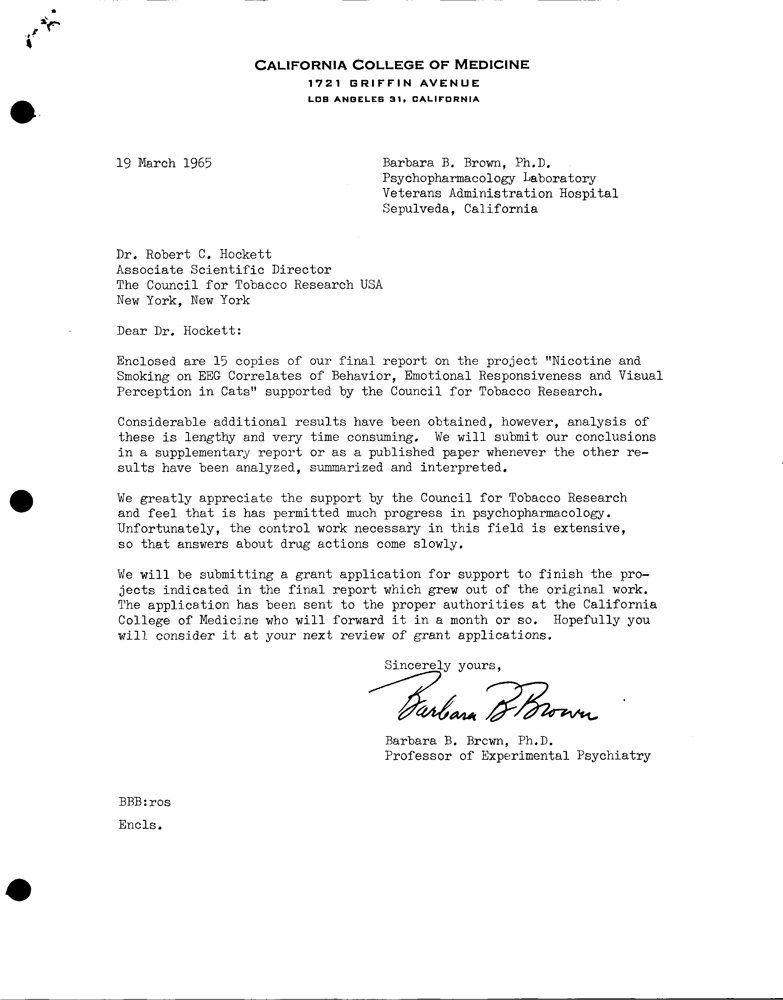 CALIFORNIA COLLEGE OF MEDICINE
1721 GRIFFIN AVENUE
LOS ANGELES 31, CALIFORNIA
19 March 1965
Barbara B. Brown, Ph.D.
Psychopharmacology Laboratory
Veterans Administration Hospital
Sepulveda, California
Dr. Robert C. Hockett
Associate Scientific Director
The Council for Tobacco Research USA
New York, New York
Dear Dr. Hockett:
Enclosed are 15 copies of our final report on the project "Nicotine and
Smoking on EEG Correlates of Behavior, Emotional Responsiveness and Visual
Perception in Cats" supported by the Council for Tobacco Research.
Considerable additional results have been obtained, however, analysis of
these is lengthy and very time consuming. We will submit our conclusions
in a supplementary report or as a published paper whenever the other re-
sults have been analyzed, summarized and interpreted.
We greatly appreciate the support by the Council for Tobacco Research
and feel that is has permitted much progress in psychopharmacology.
Unfortunately, the control work necessary in this field is extensive,
so that answers about drug actions come slowly.
We will be submitting a grant application for support to finish the pro-
jects indicated in the final report which grew out of the original work.
The application has been sent to the proper authorities at the California
College of Medicine who will forward it in a month or so. Hopefully you
will consider it at your next review of grant applications.
Sincerely yours,
Barbara B Brown
Barbara B. Brown, Ph.D.
Professor of Experimental Psychiatry
BBB:ros
Encls.